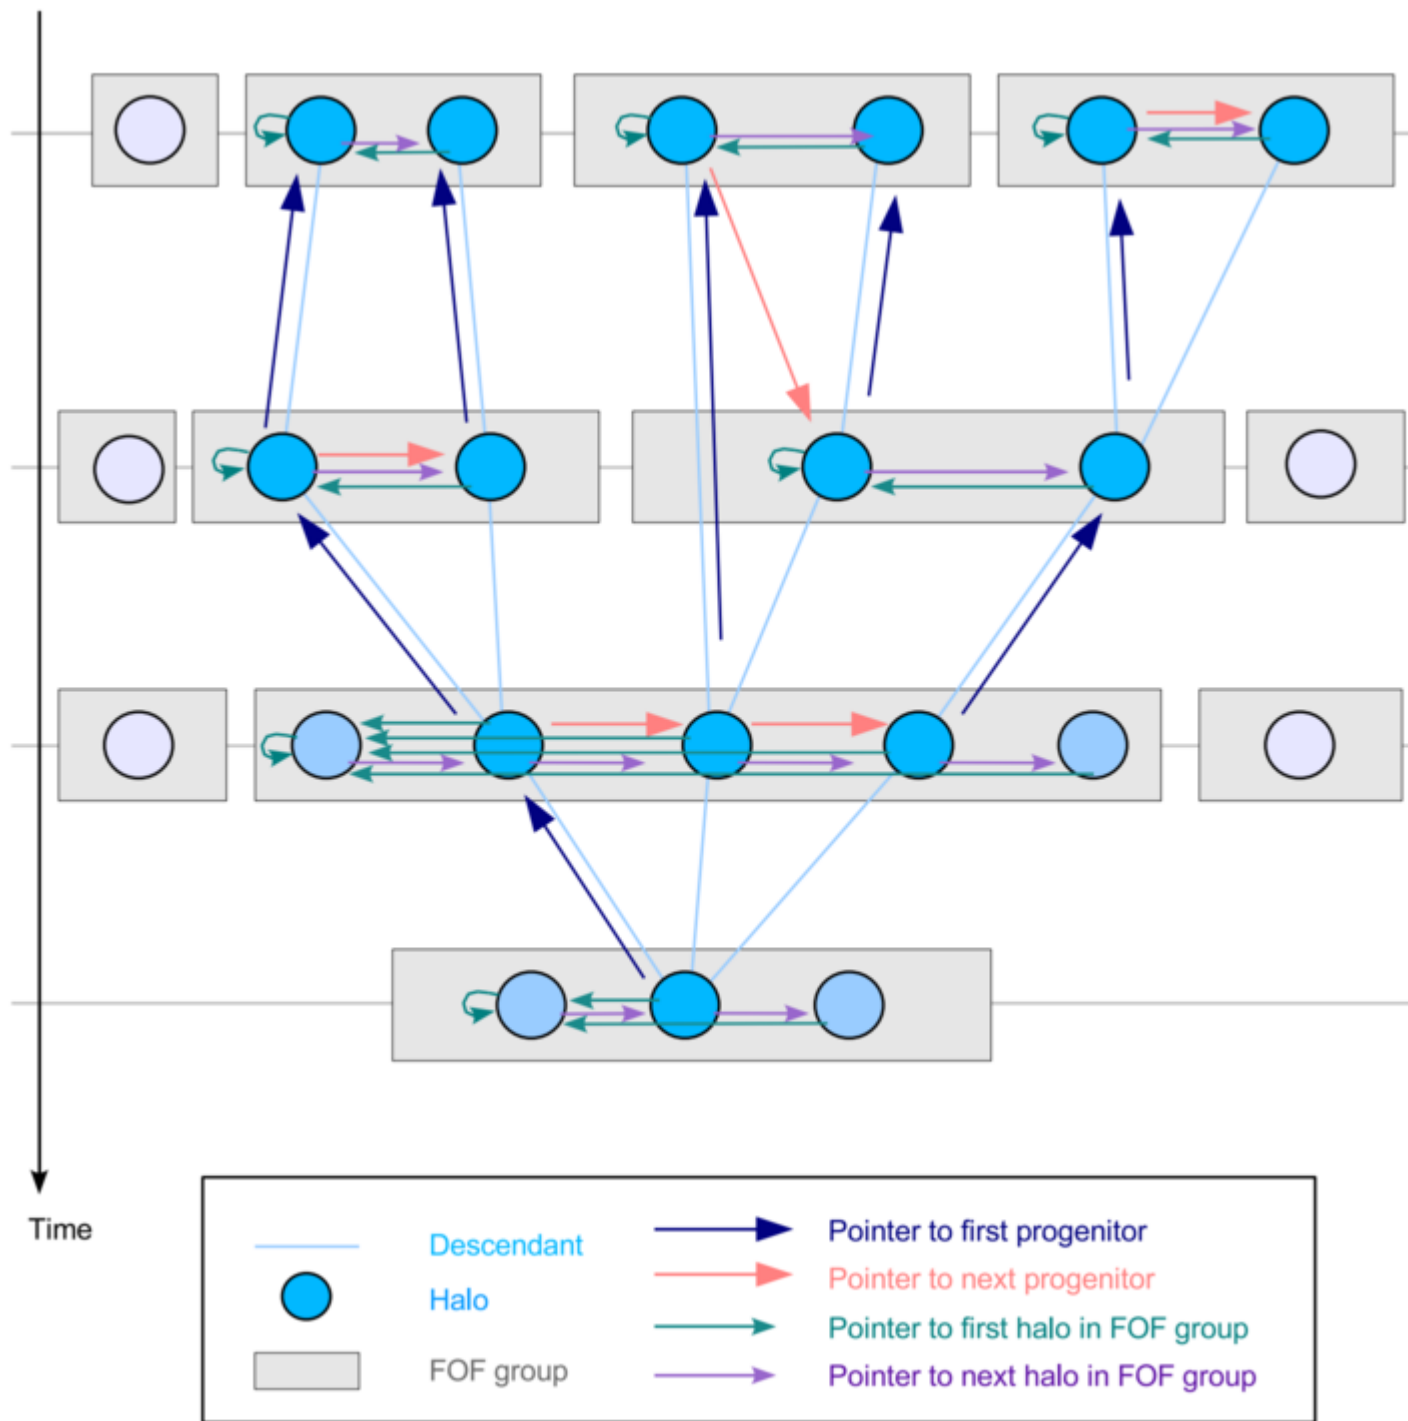 Time
Descendant
Halo
FOF group
Pointer to first progenitor
Pointer to next progenitor
Pointer to first halo in FOF group
Pointer to next halo in FOF group